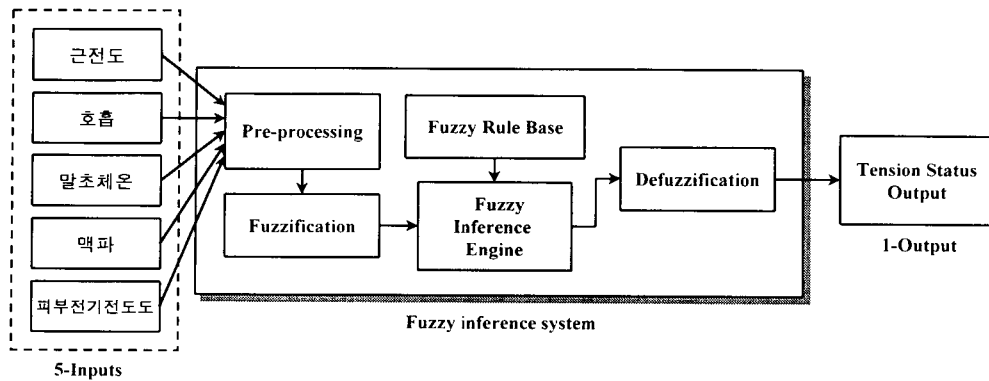 근전도
호흡
말초체온
맥파
피부전기전도도
5-Inputs
Pre-processing
Fuzzification
Fuzzy Rule Base
Fuzzy
Inference
Engine
Defuzzification
Fuzzy inference system
Tension Status
Output
1-Output